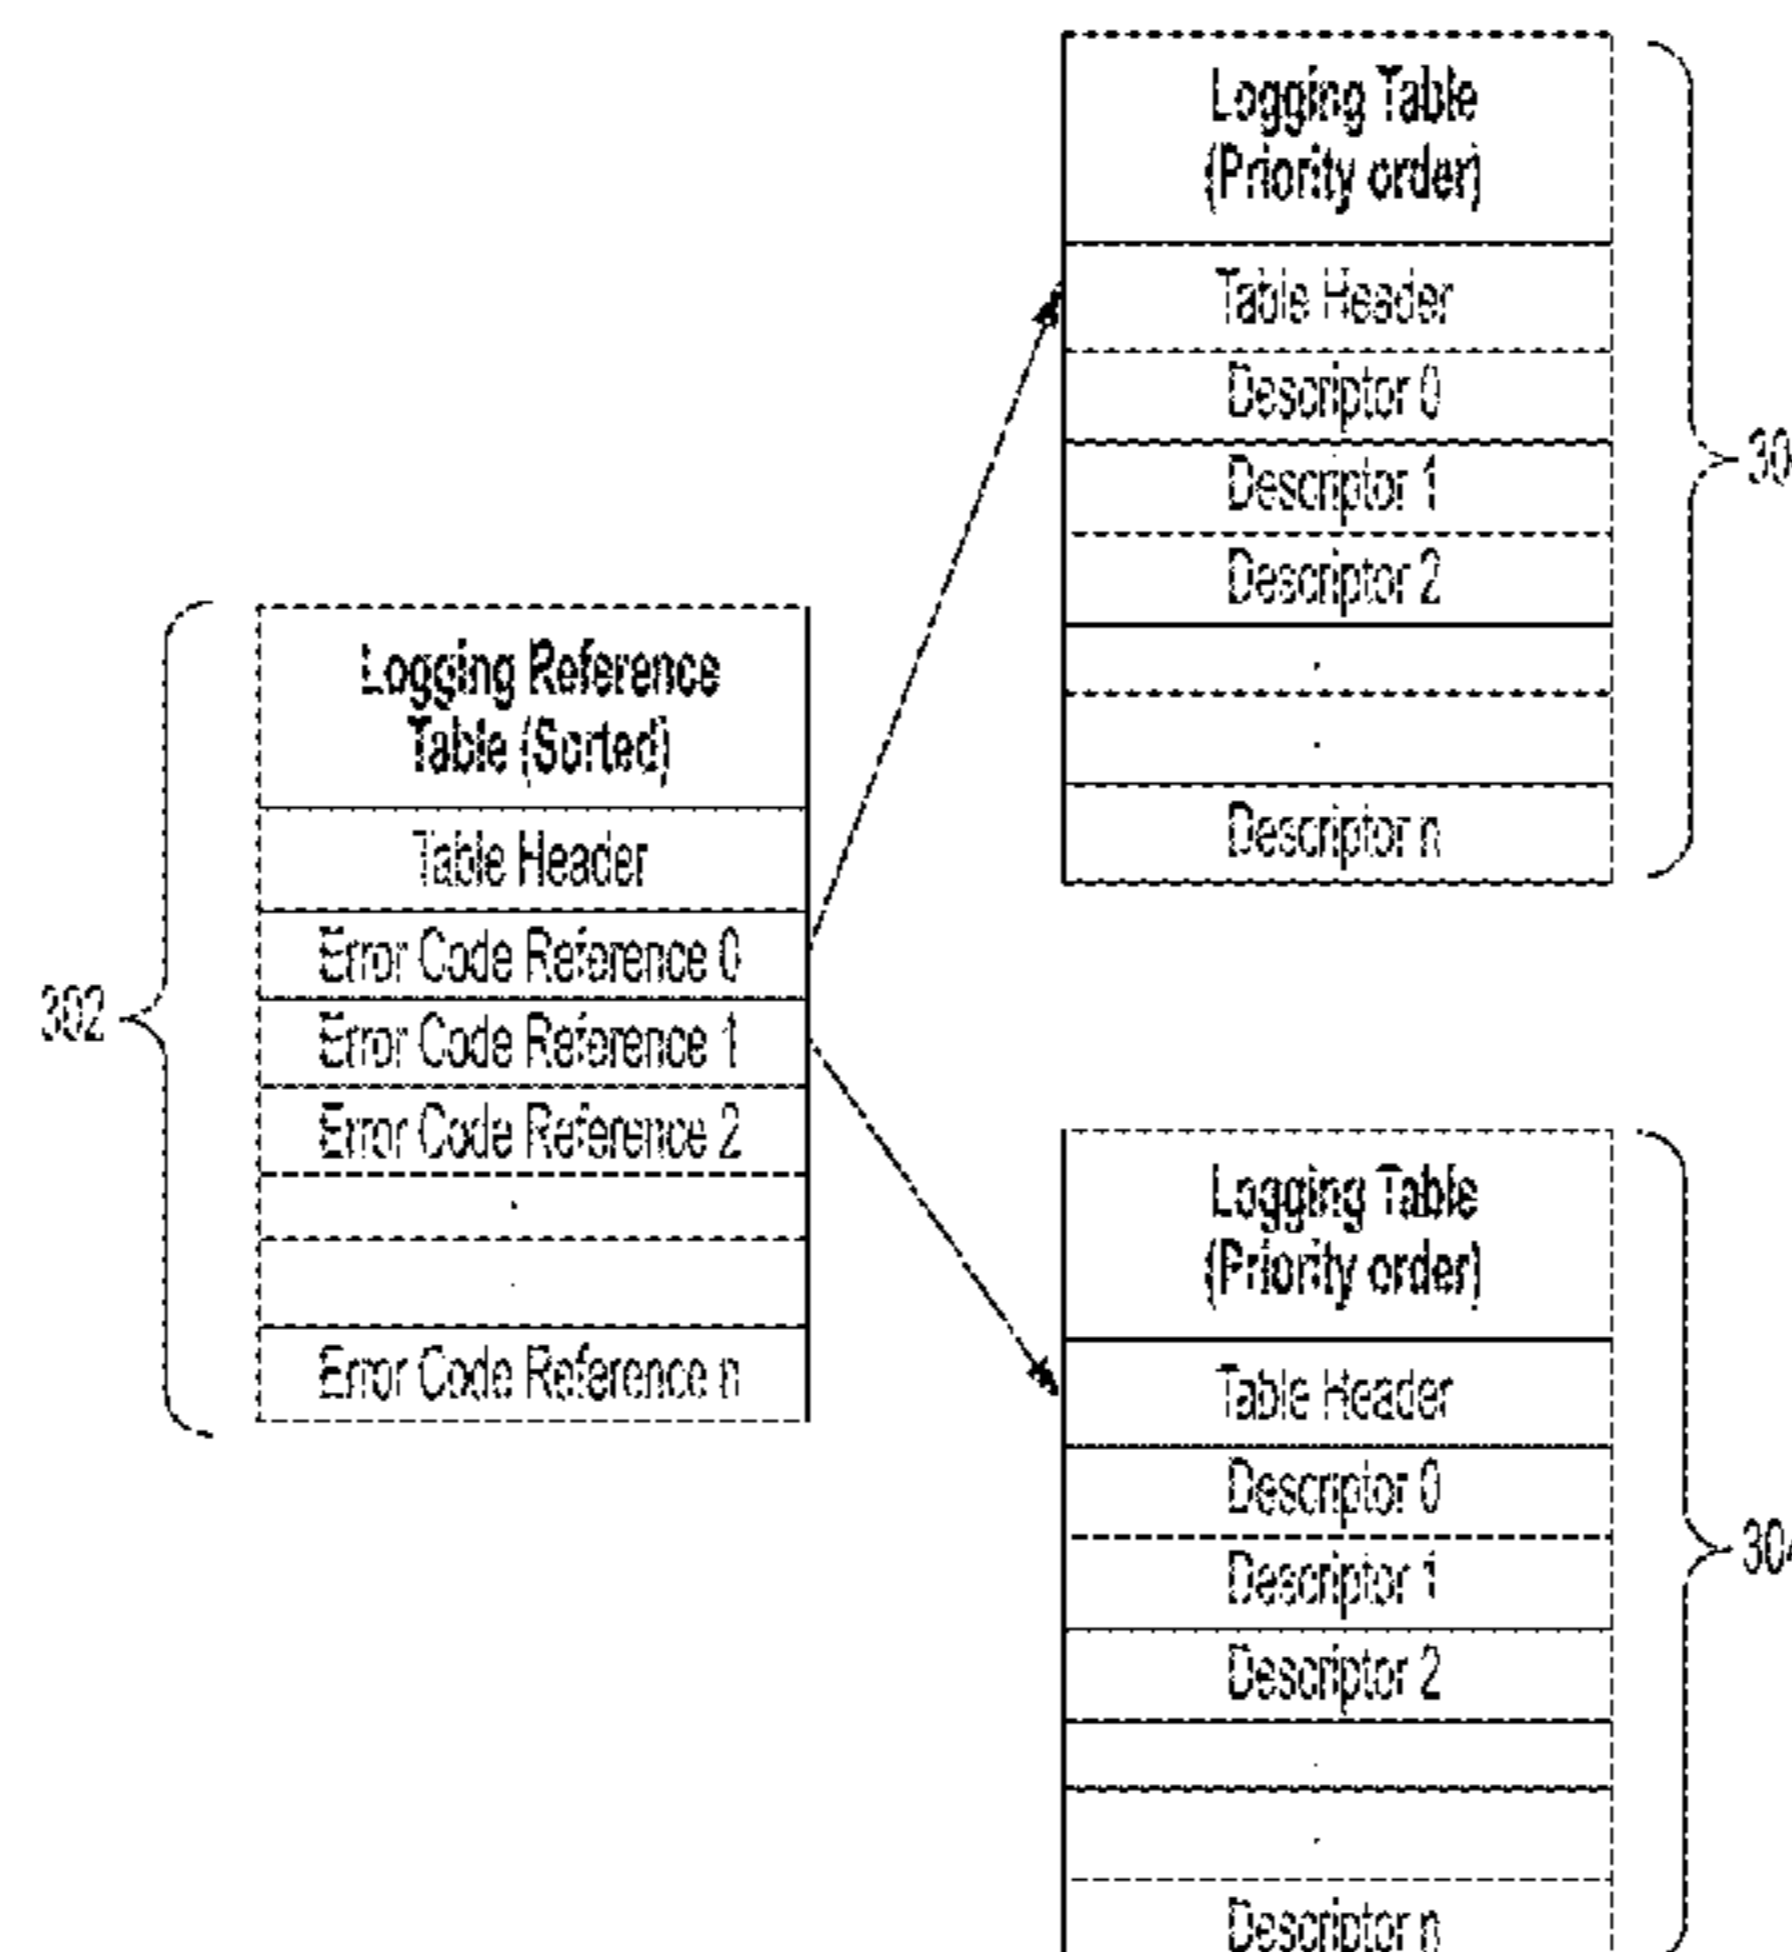 Logging Table
(Priority order)
Table Header
Descriptor 0
Descriptor 1
Descriptor 2
.
.
Descriptor n
302
Logging Reference
Table (Sorted)
Table Header
Error Code Reference 0
Error Code Reference 1
Error Code Reference 2
.
.
Error Code Reference n
Logging Table
(Priority order)
Table Header
Descriptor 0
Descriptor 1
Descriptor 2
.
.
Descriptor n